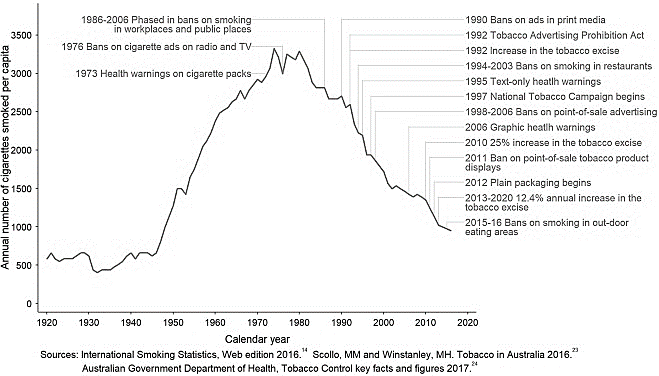 1986-2006 Phased in bans on smoking
in workplaces and public places
1976 Bans on cigarette ads on radio and TV
1973 Health warnings on cigarette packs
1990 Bans on ads in print media
1992 Tobacco Advertising Prohibition Act
1992 Increase in the tobacco excise
1994-2003 Bans on smoking in restaurants
1995 Text-only heatlh warnings
1997 National Tobacco Campaign begins
1998-2006 Bans on point-of-sale advertising
2006 Graphic heatlh warnings
2010 25% increase in the tobacco excise
2011 Ban on point-of-sale tobacco product
displays
2012 Plain packaging begins
2013-2020 12.4% annual increase in the
tobacco excise
2015-16 Bans on smoking in out-door
eating areas
Annual number of cigarettes smoked per capita
3500
3000
2500
2000
1500
1000
500
0
1920 1930 1940 1950 1960 1970 1980 1990 2000 2010 2020
Calendar year
Sources: International Smoking Statistics, Web edition 2016.14 Scollo, MM and Winstanley, MH. Tobacco in Australia 2016.23
Australian Government Department of Health, Tobacco Control key facts and figures 2017.24